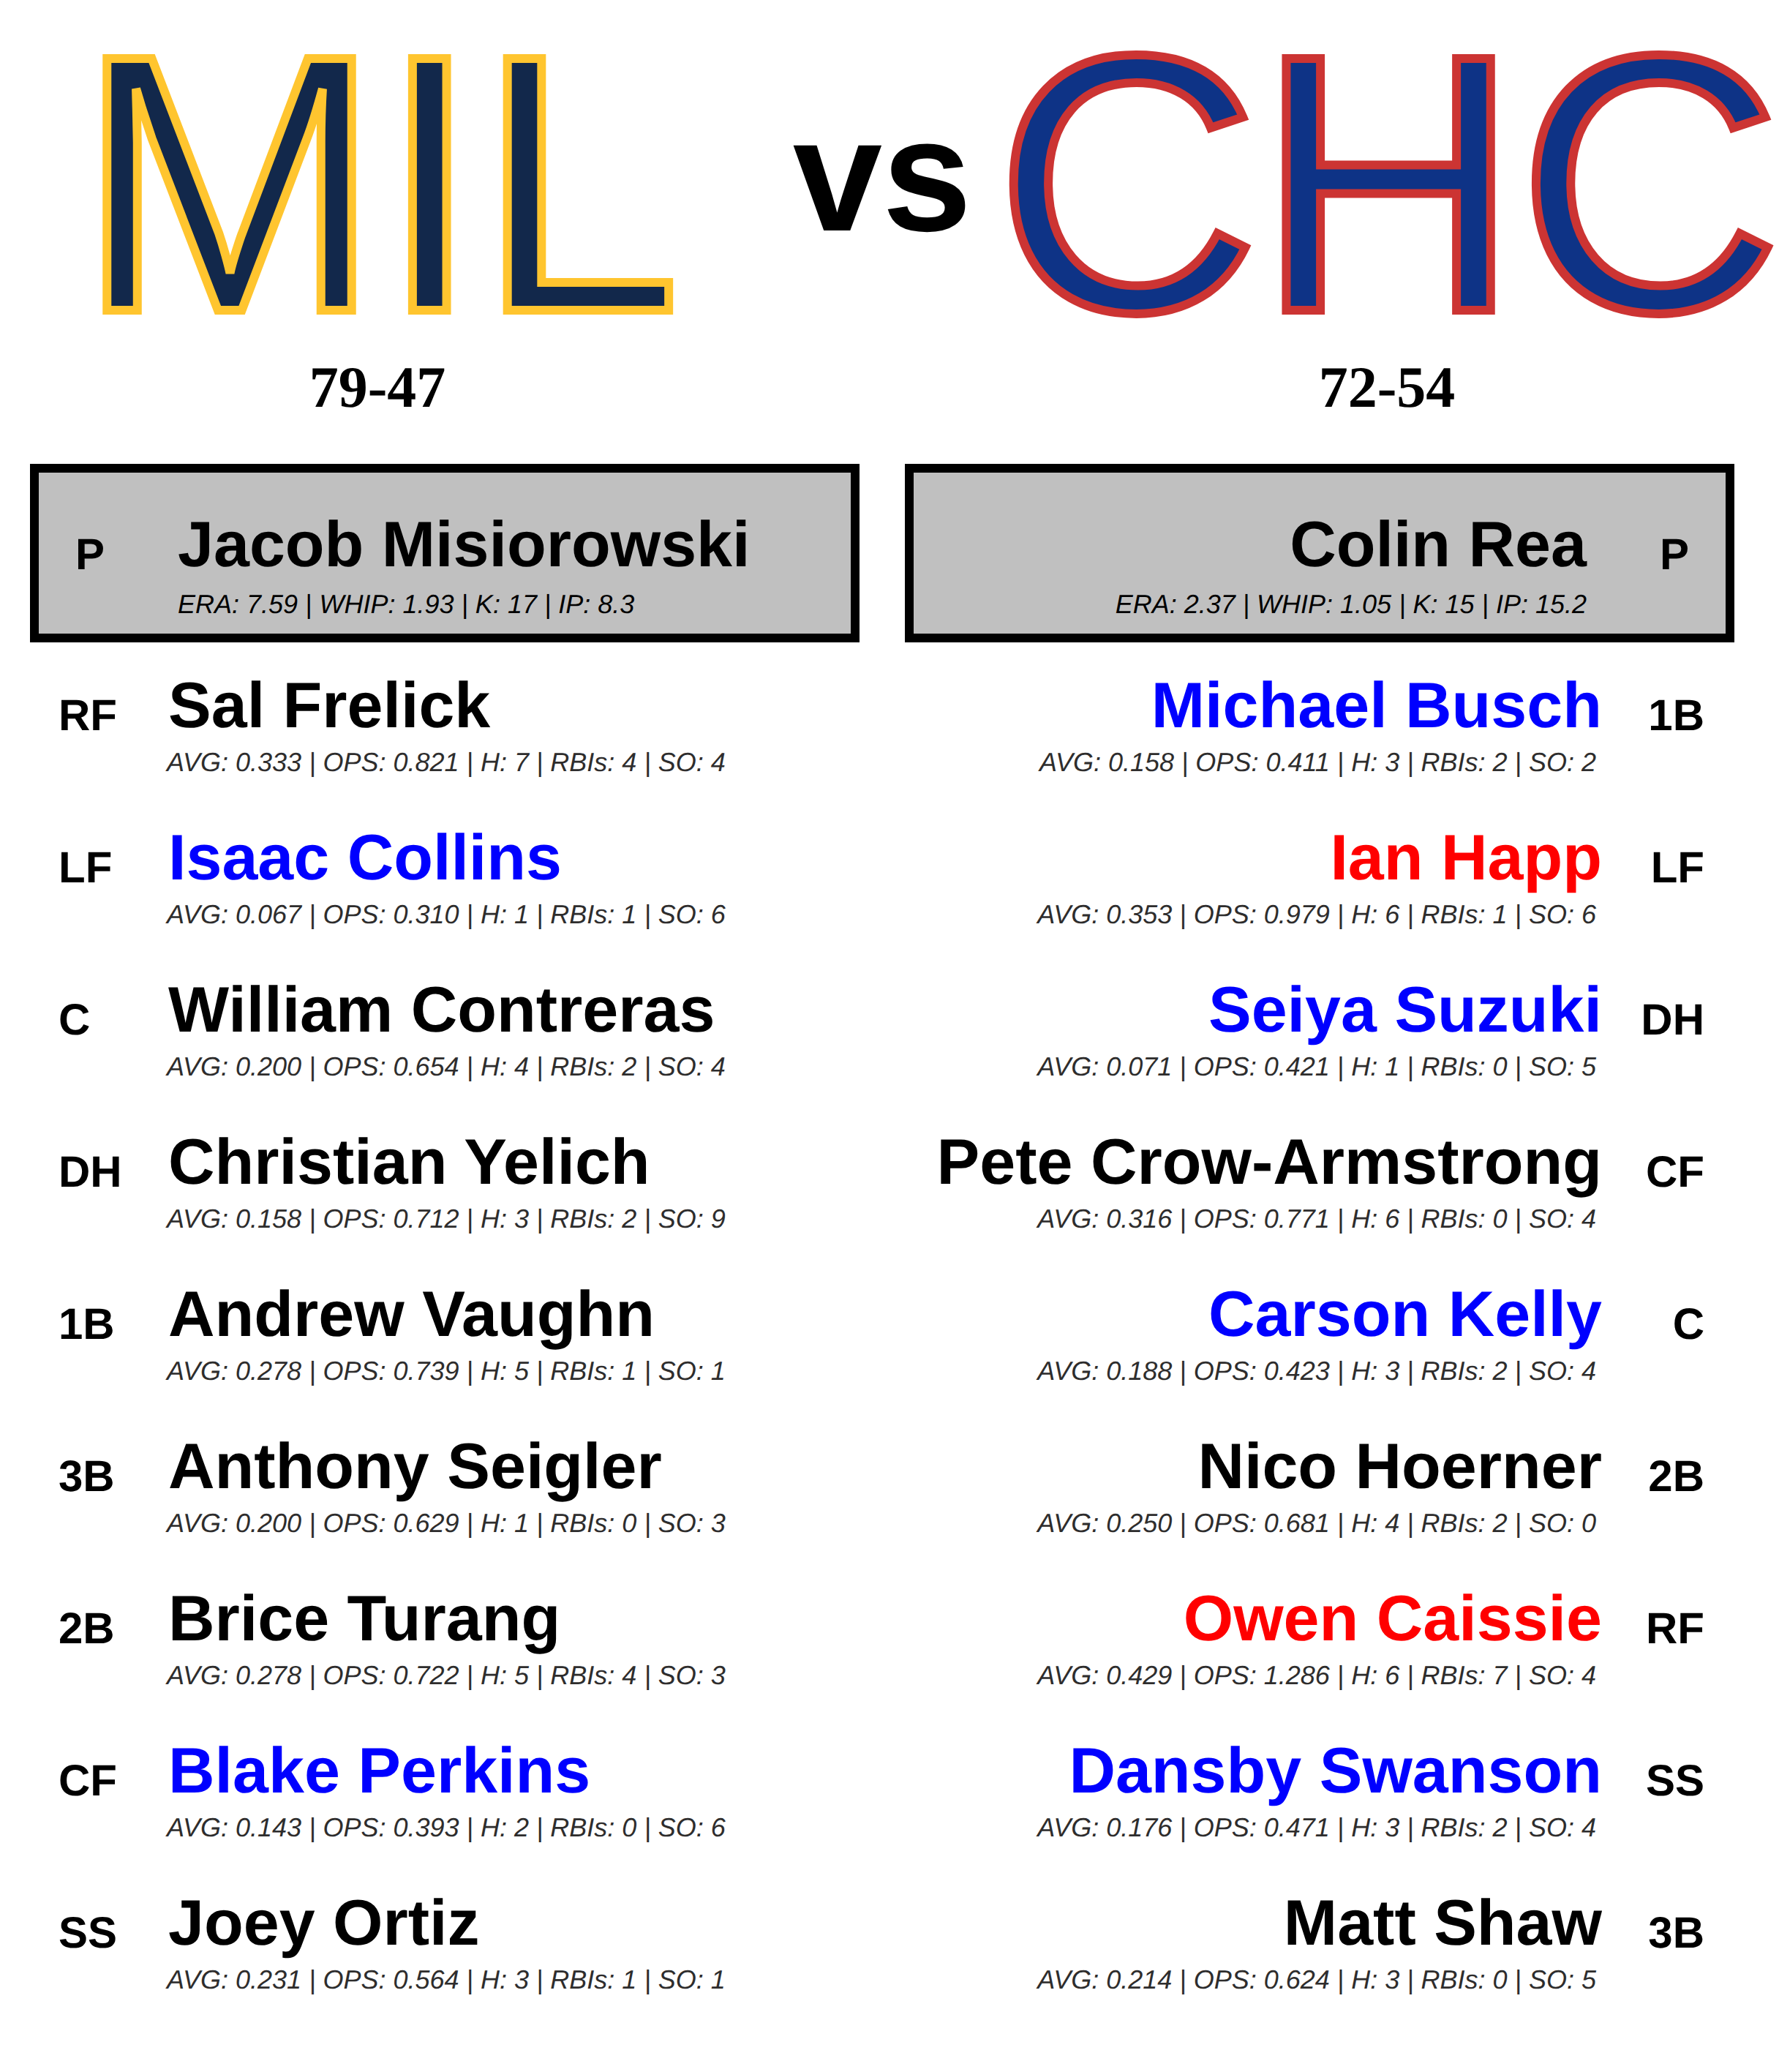 MIL vs CHC
79-47
72-54
P Jacob Misiorowski
ERA: 7.59 | WHIP: 1.93 | K: 17 | IP: 8.3
Colin Rea P
ERA: 2.37 | WHIP: 1.05 | K: 15 | IP: 15.2
RF Sal Frelick
AVG: 0.333 | OPS: 0.821 | H: 7 | RBIs: 4 | SO: 4
LF Isaac Collins
AVG: 0.067 | OPS: 0.310 | H: 1 | RBIs: 1 | SO: 6
C William Contreras
AVG: 0.200 | OPS: 0.654 | H: 4 | RBIs: 2 | SO: 4
DH Christian Yelich
AVG: 0.158 | OPS: 0.712 | H: 3 | RBIs: 2 | SO: 9
1B Andrew Vaughn
AVG: 0.278 | OPS: 0.739 | H: 5 | RBIs: 1 | SO: 1
3B Anthony Seigler
AVG: 0.200 | OPS: 0.629 | H: 1 | RBIs: 0 | SO: 3
2B Brice Turang
AVG: 0.278 | OPS: 0.722 | H: 5 | RBIs: 4 | SO: 3
CF Blake Perkins
AVG: 0.143 | OPS: 0.393 | H: 2 | RBIs: 0 | SO: 6
SS Joey Ortiz
AVG: 0.231 | OPS: 0.564 | H: 3 | RBIs: 1 | SO: 1
Michael Busch 1B
AVG: 0.158 | OPS: 0.411 | H: 3 | RBIs: 2 | SO: 2
Ian Happ LF
AVG: 0.353 | OPS: 0.979 | H: 6 | RBIs: 1 | SO: 6
Seiya Suzuki DH
AVG: 0.071 | OPS: 0.421 | H: 1 | RBIs: 0 | SO: 5
Pete Crow-Armstrong CF
AVG: 0.316 | OPS: 0.771 | H: 6 | RBIs: 0 | SO: 4
Carson Kelly C
AVG: 0.188 | OPS: 0.423 | H: 3 | RBIs: 2 | SO: 4
Nico Hoerner 2B
AVG: 0.250 | OPS: 0.681 | H: 4 | RBIs: 2 | SO: 0
Owen Caissie RF
AVG: 0.429 | OPS: 1.286 | H: 6 | RBIs: 7 | SO: 4
Dansby Swanson SS
AVG: 0.176 | OPS: 0.471 | H: 3 | RBIs: 2 | SO: 4
Matt Shaw 3B
AVG: 0.214 | OPS: 0.624 | H: 3 | RBIs: 0 | SO: 5